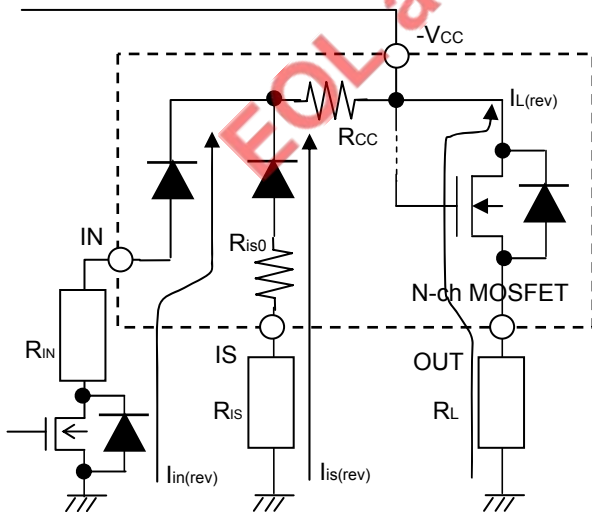 EOL a
-VCC
IL(rev)
RCC
IN
Ris0
N-ch MOSFET
RIN
IS
OUT
RIS
RL
Iin(rev)
Iis(rev)